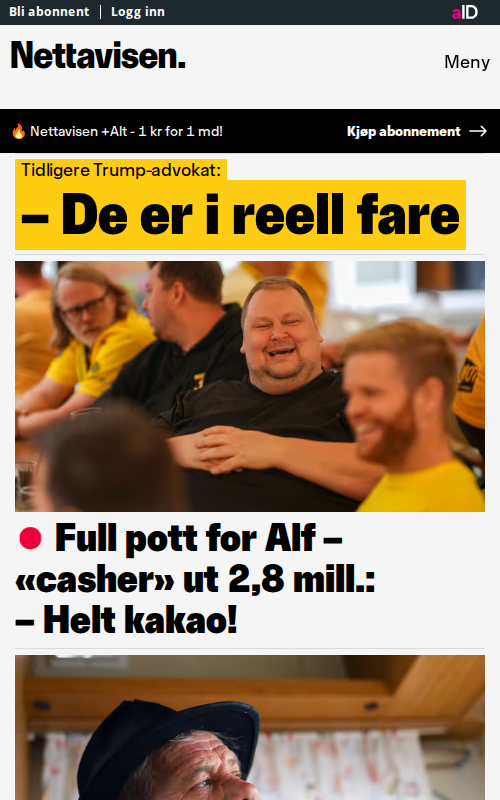 Bli abonnent | Logg inn
aID
Nettavisen.
Meny
🔥 Nettavisen +Alt - 1 kr for 1 md!
Kjøp abonnement →
Tidligere Trump-advokat:
– De er i reell fare
Full pott for Alf –
«casher» ut 2,8 mill.:
– Helt kakao!